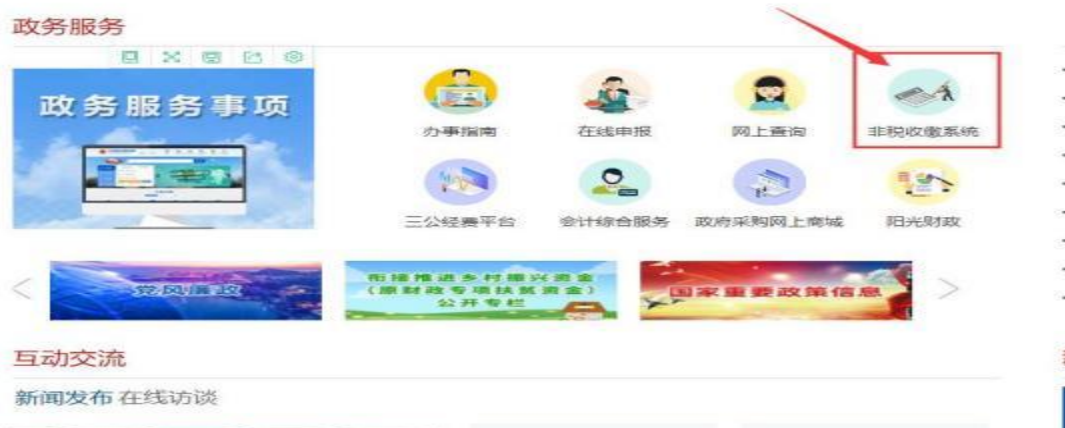 政务服务
政务服务事项
办事指南
在线申报
网上查询
非税收缴系统
三公经费平台
会计综合服务
政府采购网上商城
阳光财政
党风廉政
衔接推进乡村振兴资金
（原财政专项扶贫资金）
公开专栏
国家重要政策信息
互动交流
新闻发布 在线访谈